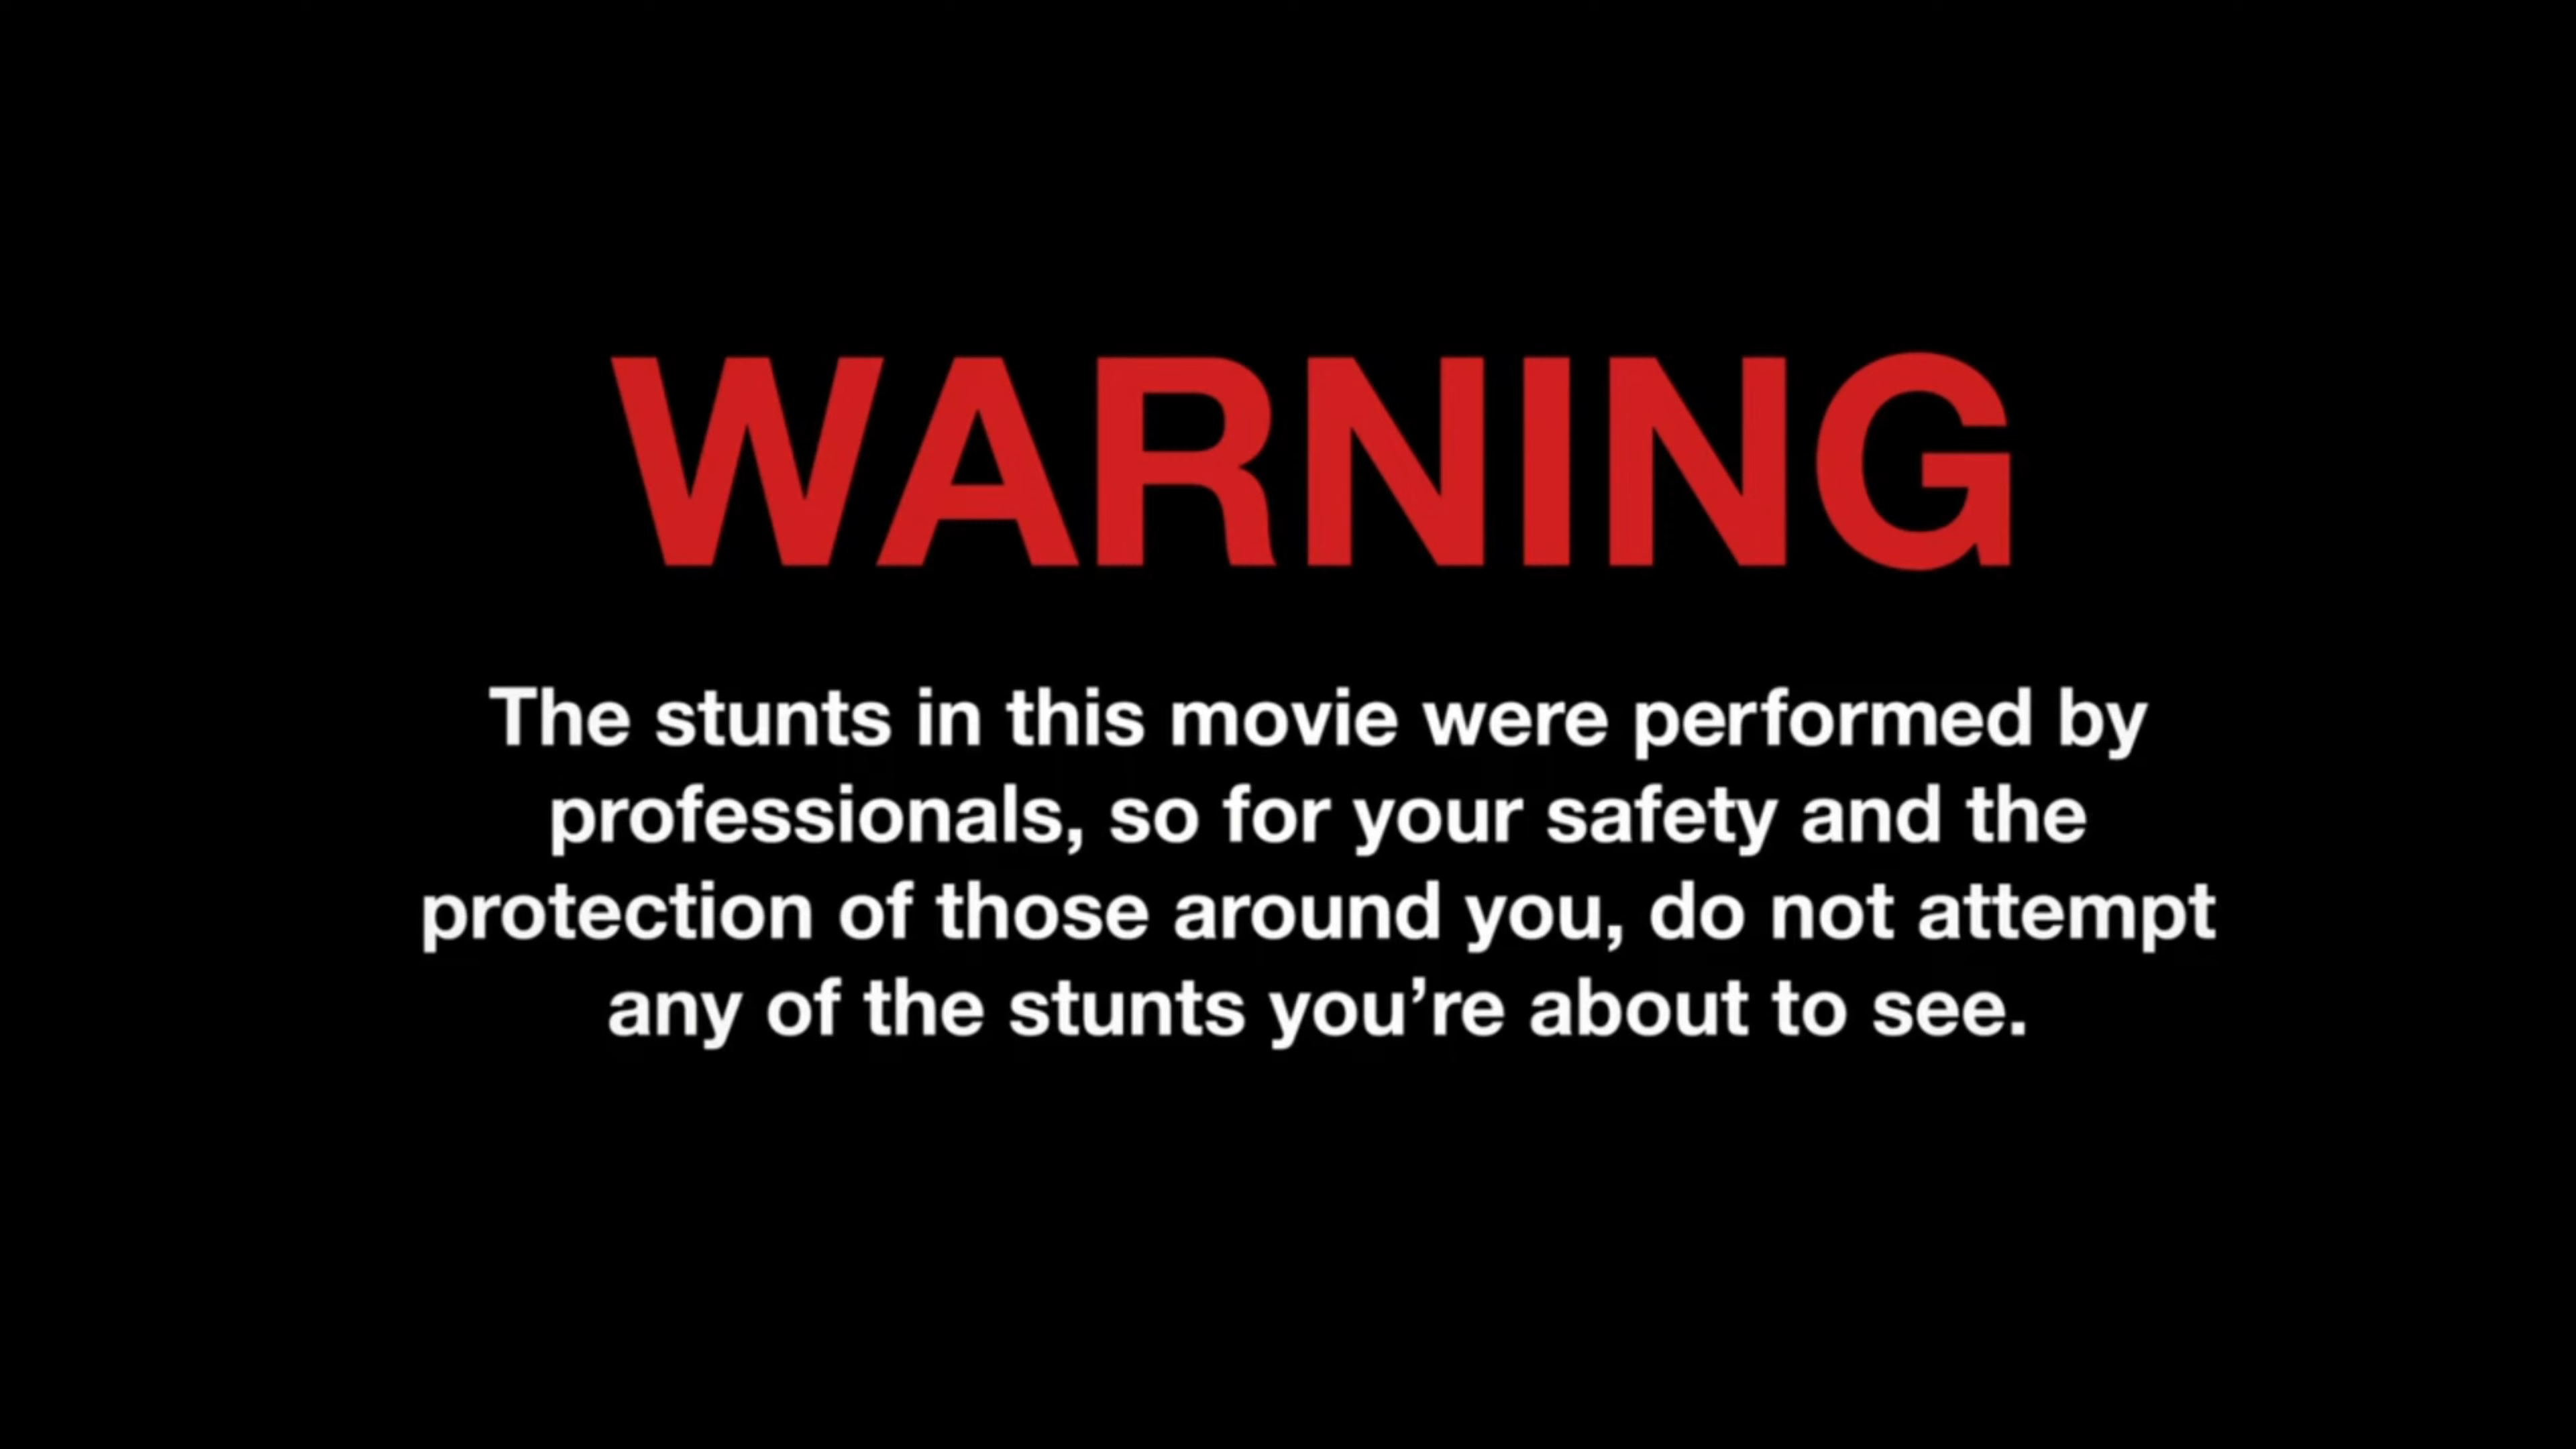 WARNING
The stunts in this movie were performed by
professionals, so for your safety and the
protection of those around you, do not attempt
any of the stunts you’re about to see.